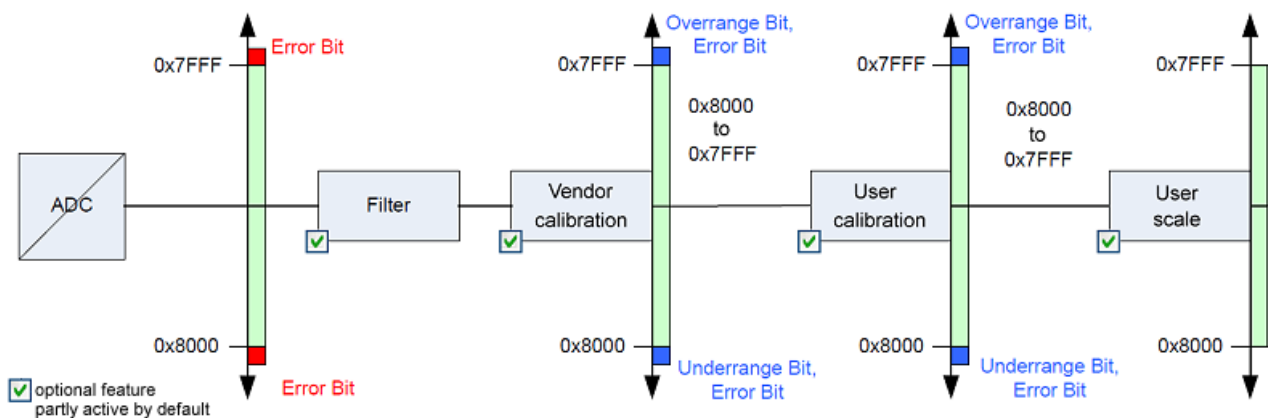 Error Bit
0x7FFF
ADC
0x8000
Error Bit
Filter
Vendor
calibration
Overrange Bit,
Error Bit
0x7FFF
0x8000
to
0x7FFF
0x8000
Underrange Bit,
Error Bit
User
calibration
Overrange Bit,
Error Bit
0x7FFF
0x8000
to
0x7FFF
0x8000
Underrange Bit,
Error Bit
User
scale
0x7FFF
0x8000
optional feature
partly active by default